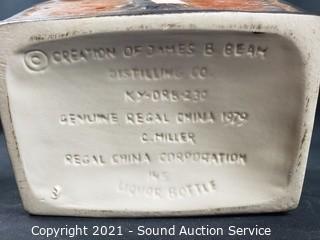 © CREATION OF JAMES B BEAM
DISTILLING CO.
KY-DRB-230
GENUINE REGAL CHINA 1979
C. MILLER
REGAL CHINA CORPORATION
LIQUOR BOTTLE
Copyright 2021 - Sound Auction Service